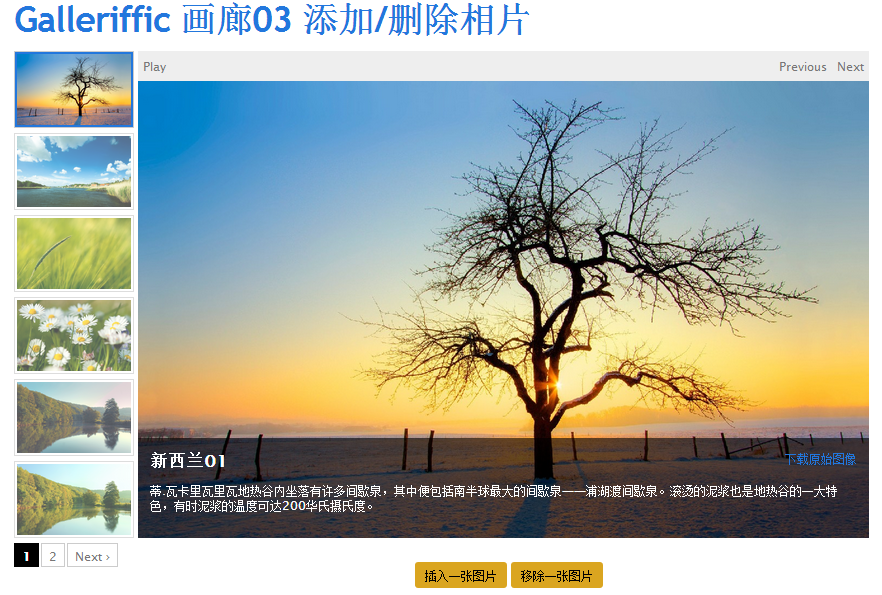 Galleriffic 画廊03 添加/删除相片
Play
Previous Next
新西兰01
下载原始图像
蒂.瓦卡里瓦里瓦地热谷内坐落有许多间歇泉，其中便包括南半球最大的间歇泉——浦湖渡间歇泉。滚烫的泥浆也是地热谷的一大特
色，有时泥浆的温度可达200华氏摄氏度。
1 2 Next ›
插入一张图片 移除一张图片